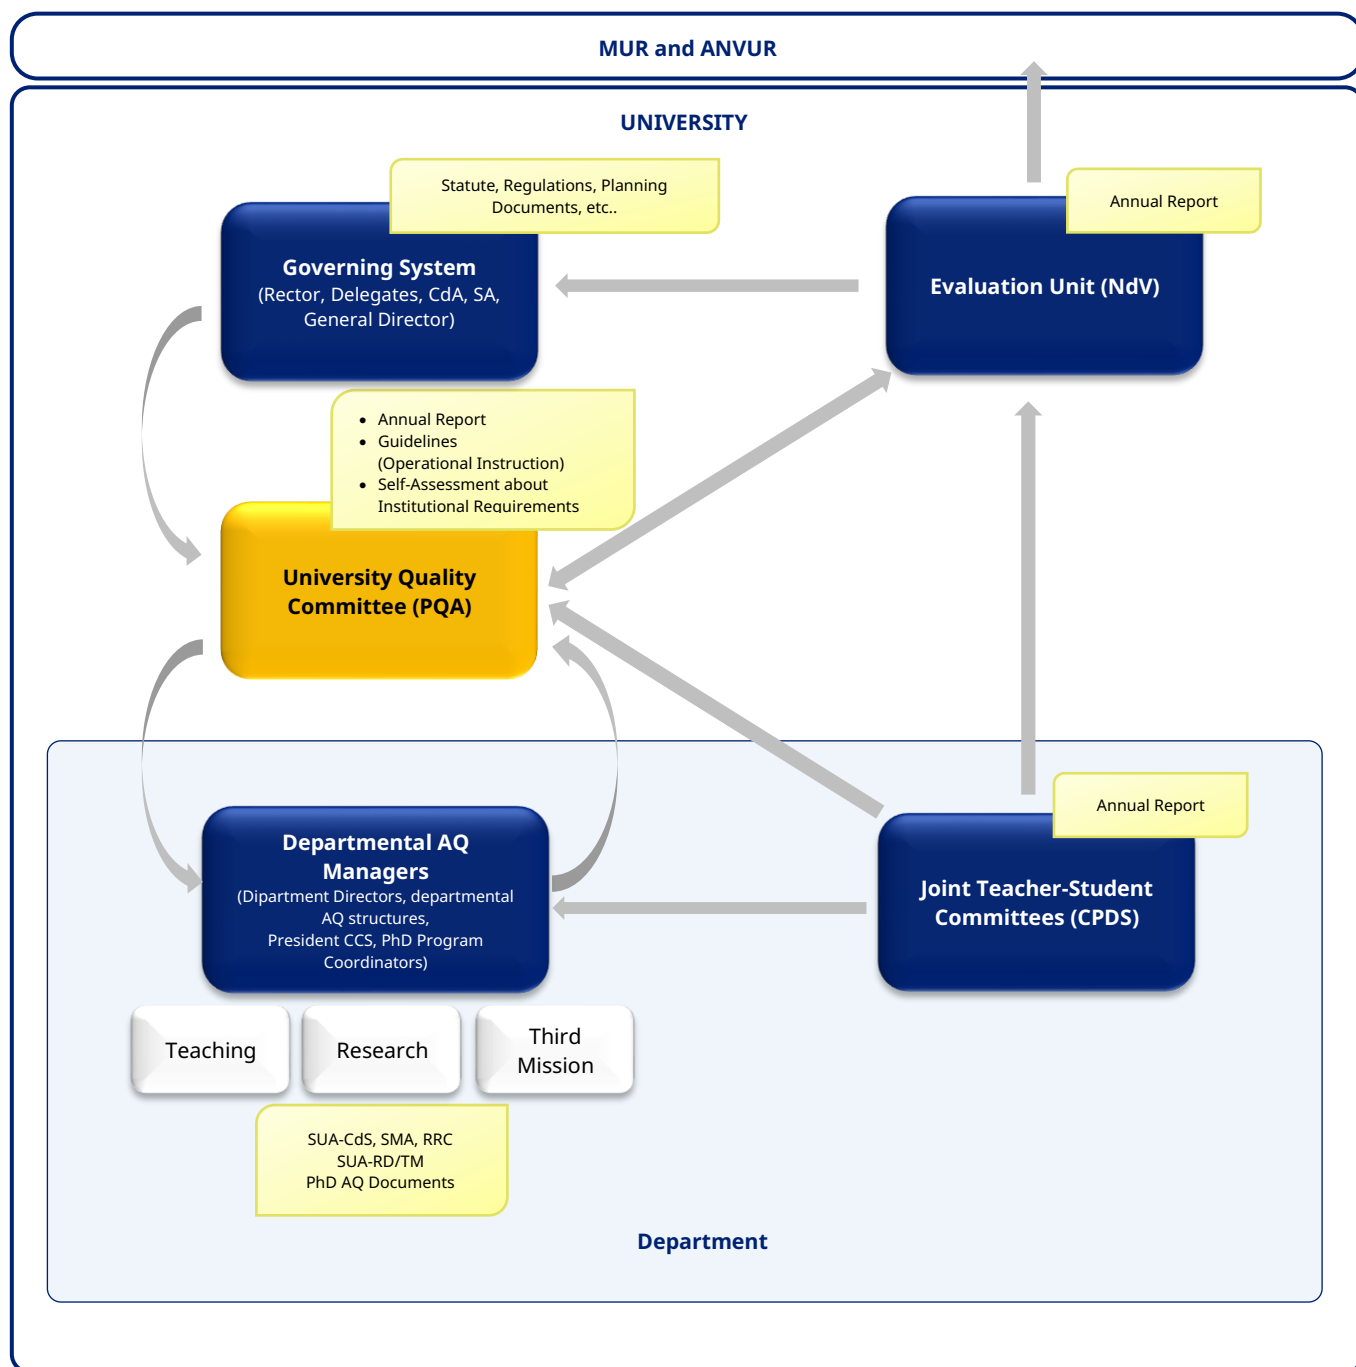 MUR and ANVUR
UNIVERSITY
Statute, Regulations, Planning
Documents, etc..
Annual Report
Governing System
(Rector, Delegates, CdA, SA,
General Director)
Evaluation Unit (NdV)
• Annual Report
• Guidelines
(Operational Instruction)
• Self-Assessment about
Institutional Requirements
University Quality
Committee (PQA)
Annual Report
Departmental AQ
Managers
(Dipartment Directors, departmental
AQ structures,
President CCS, PhD Program
Coordinators)
Joint Teacher-Student
Committees (CPDS)
Teaching
Research
Third
Mission
SUA-CdS, SMA, RRC
SUA-RD/TM
PhD AQ Documents
Department